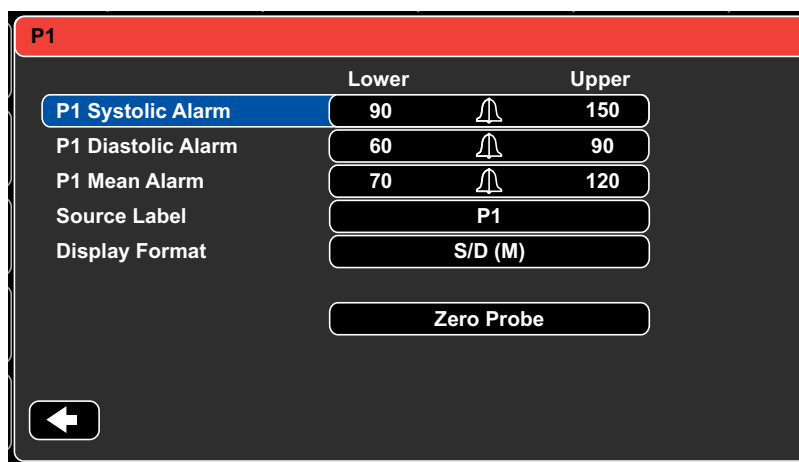 P1
Lower Upper
P1 Systolic Alarm 90 150
P1 Diastolic Alarm 60 90
P1 Mean Alarm 70 120
Source Label P1
Display Format S/D (M)
Zero Probe